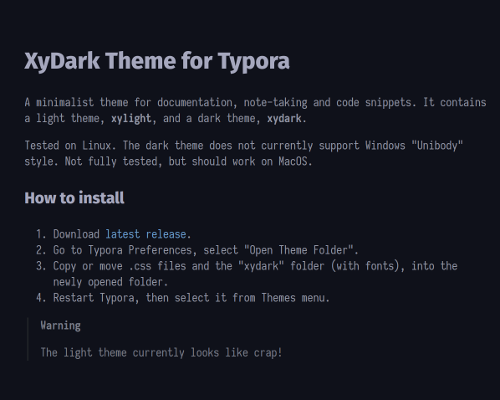 XyDark Theme for Typora
A minimalist theme for documentation, note-taking and code snippets. It contains
a light theme, xylight, and a dark theme, xydark.
Tested on Linux. The dark theme does not currently support Windows "Unibody"
style. Not fully tested, but should work on MacOS.
How to install
1. Download latest release.
2. Go to Typora Preferences, select "Open Theme Folder".
3. Copy or move .css files and the "xydark" folder (with fonts), into the
newly opened folder.
4. Restart Typora, then select it from Themes menu.
Warning
The light theme currently looks like crap!